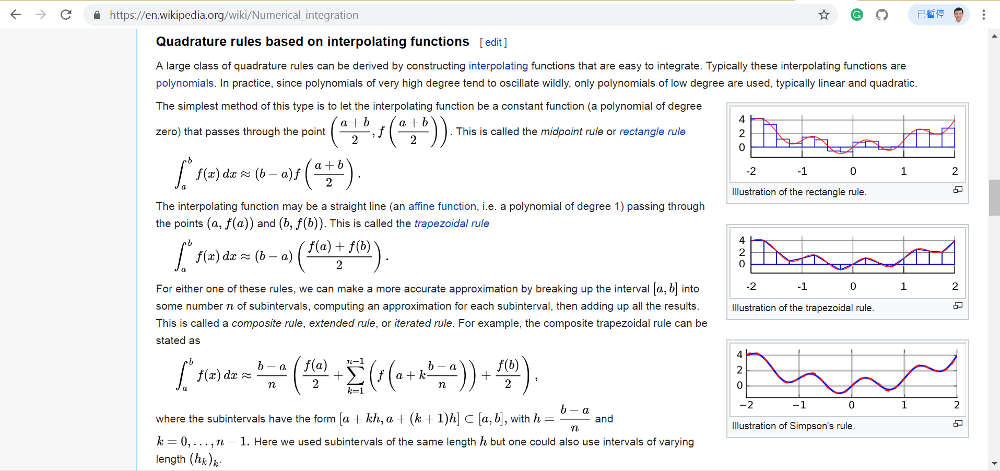 https://en.wikipedia.org/wiki/Numerical_integration
已暫停
Quadrature rules based on interpolating functions [ edit ]
A large class of quadrature rules can be derived by constructing interpolating functions that are easy to integrate. Typically these interpolating functions are
polynomials. In practice, since polynomials of very high degree tend to oscillate wildly, only polynomials of low degree are used, typically linear and quadratic.
The simplest method of this type is to let the interpolating function be a constant function (a polynomial of degree
zero) that passes through the point $\left(\frac{a+b}{2}, f\left(\frac{a+b}{2}\right)\right)$. This is called the midpoint rule or rectangle rule
$\int_a^b f(x)\,dx \approx (b-a) f\left(\frac{a+b}{2}\right).$
The interpolating function may be a straight line (an affine function, i.e. a polynomial of degree 1) passing through
the points $(a, f(a))$ and $(b, f(b))$. This is called the trapezoidal rule
$\int_a^b f(x)\,dx \approx (b-a)\left(\frac{f(a)+f(b)}{2}\right).$
For either one of these rules, we can make a more accurate approximation by breaking up the interval $[a, b]$ into
some number $n$ of subintervals, computing an approximation for each subinterval, then adding up all the results.
This is called a composite rule, extended rule, or iterated rule. For example, the composite trapezoidal rule can be
stated as
$\int_a^b f(x)\,dx \approx \frac{b-a}{n}\left(\frac{f(a)}{2} + \sum_{k=1}^{n-1}\left(f\left(a+k\frac{b-a}{n}\right)\right) + \frac{f(b)}{2}\right),$
where the subintervals have the form $[a+kh, a+(k+1)h] \subset [a, b],$ with $h = \frac{b-a}{n}$ and
$k = 0, \ldots, n-1.$ Here we used subintervals of the same length $h$ but one could also use intervals of varying
length $(h_k)_k$.
4
2
0
-2 -1 0 1 2
Illustration of the rectangle rule.
4
2
0
-2 -1 0 1 2
Illustration of the trapezoidal rule.
4
2
0
−2 −1 0 1 2
Illustration of Simpson's rule.